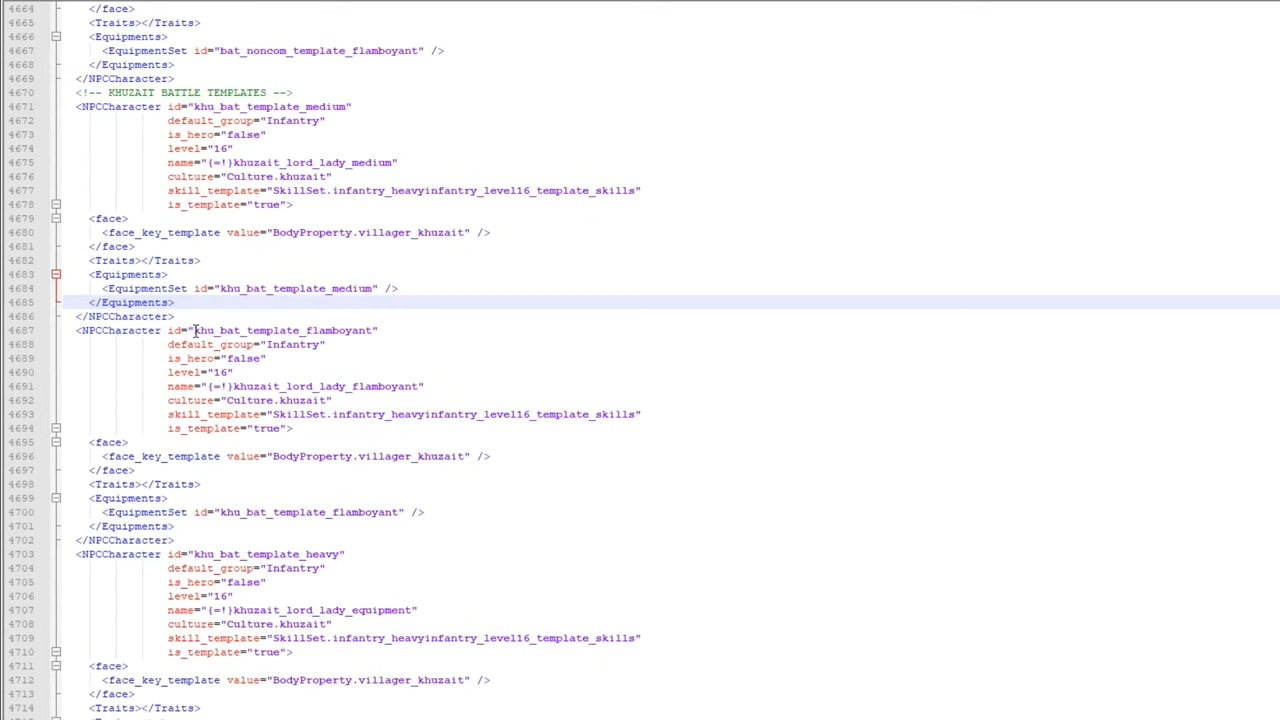 4664 </face>
4665 <Traits></Traits>
4666 <Equipments>
4667 <EquipmentSet id="bat_noncom_template_flamboyant" />
4668 </Equipments>
4669 </NPCCharacter>
4670 <!-- KHUZAIT BATTLE TEMPLATES -->
4671 <NPCCharacter id="khu_bat_template_medium"
4672 default_group="Infantry"
4673 is_hero="false"
4674 level="16"
4675 name="{=!}khuzait_lord_lady_medium"
4676 culture="Culture.khuzait"
4677 skill_template="SkillSet.infantry_heavyinfantry_level16_template_skills"
4678 is_template="true">
4679 <face>
4680 <face_key_template value="BodyProperty.villager_khuzait" />
4681 </face>
4682 <Traits></Traits>
4683 <Equipments>
4684 <EquipmentSet id="khu_bat_template_medium" />
4685 </Equipments>
4686 </NPCCharacter>
4687 <NPCCharacter id="khu_bat_template_flamboyant"
4688 default_group="Infantry"
4689 is_hero="false"
4690 level="16"
4691 name="{=!}khuzait_lord_lady_flamboyant"
4692 culture="Culture.khuzait"
4693 skill_template="SkillSet.infantry_heavyinfantry_level16_template_skills"
4694 is_template="true">
4695 <face>
4696 <face_key_template value="BodyProperty.villager_khuzait" />
4697 </face>
4698 <Traits></Traits>
4699 <Equipments>
4700 <EquipmentSet id="khu_bat_template_flamboyant" />
4701 </Equipments>
4702 </NPCCharacter>
4703 <NPCCharacter id="khu_bat_template_heavy"
4704 default_group="Infantry"
4705 is_hero="false"
4706 level="16"
4707 name="{=!}khuzait_lord_lady_equipment"
4708 culture="Culture.khuzait"
4709 skill_template="SkillSet.infantry_heavyinfantry_level16_template_skills"
4710 is_template="true">
4711 <face>
4712 <face_key_template value="BodyProperty.villager_khuzait" />
4713 </face>
4714 <Traits></Traits>